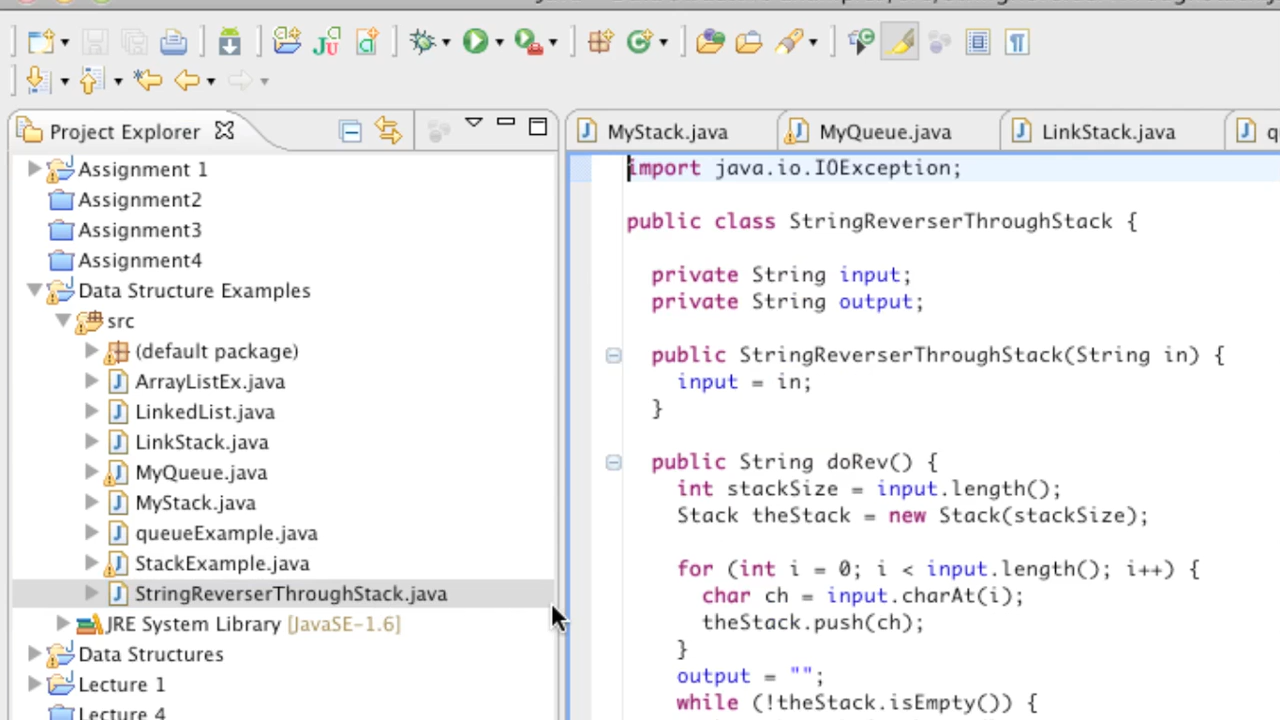 Project Explorer
Assignment 1
Assignment2
Assignment3
Assignment4
Data Structure Examples
src
(default package)
ArrayListEx.java
LinkedList.java
LinkStack.java
MyQueue.java
MyStack.java
queueExample.java
StackExample.java
StringReverserThroughStack.java
JRE System Library [JavaSE-1.6]
Data Structures
Lecture 1
Lecture 4
MyStack.java MyQueue.java LinkStack.java q
import java.io.IOException;
public class StringReverserThroughStack {
private String input;
private String output;
public StringReverserThroughStack(String in) {
input = in;
}
public String doRev() {
int stackSize = input.length();
Stack theStack = new Stack(stackSize);
for (int i = 0; i < input.length(); i++) {
char ch = input.charAt(i);
theStack.push(ch);
}
output = "";
while (!theStack.isEmpty()) {